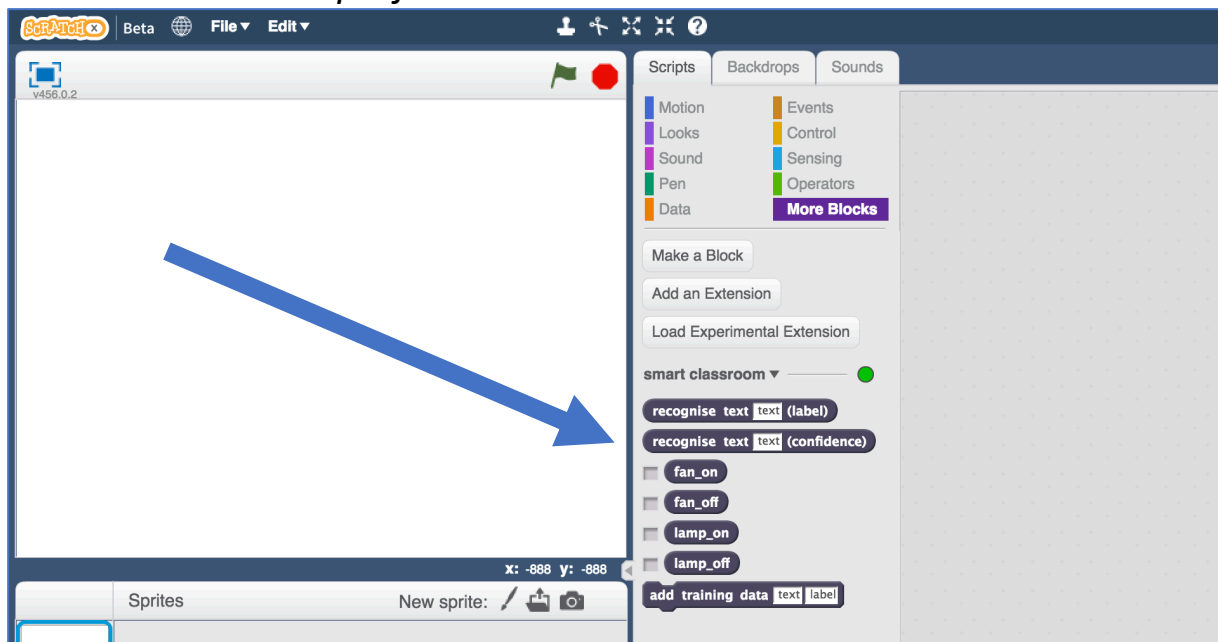 SCRATCHX Beta File▼ Edit▼
v456.0.2
x: -888 y: -888
Sprites New sprite:
Scripts Backdrops Sounds
Motion Events
Looks Control
Sound Sensing
Pen Operators
Data More Blocks
Make a Block
Add an Extension
Load Experimental Extension
smart classroom ▼
recognise text text (label)
recognise text text (confidence)
fan_on
fan_off
lamp_on
lamp_off
add training data text label